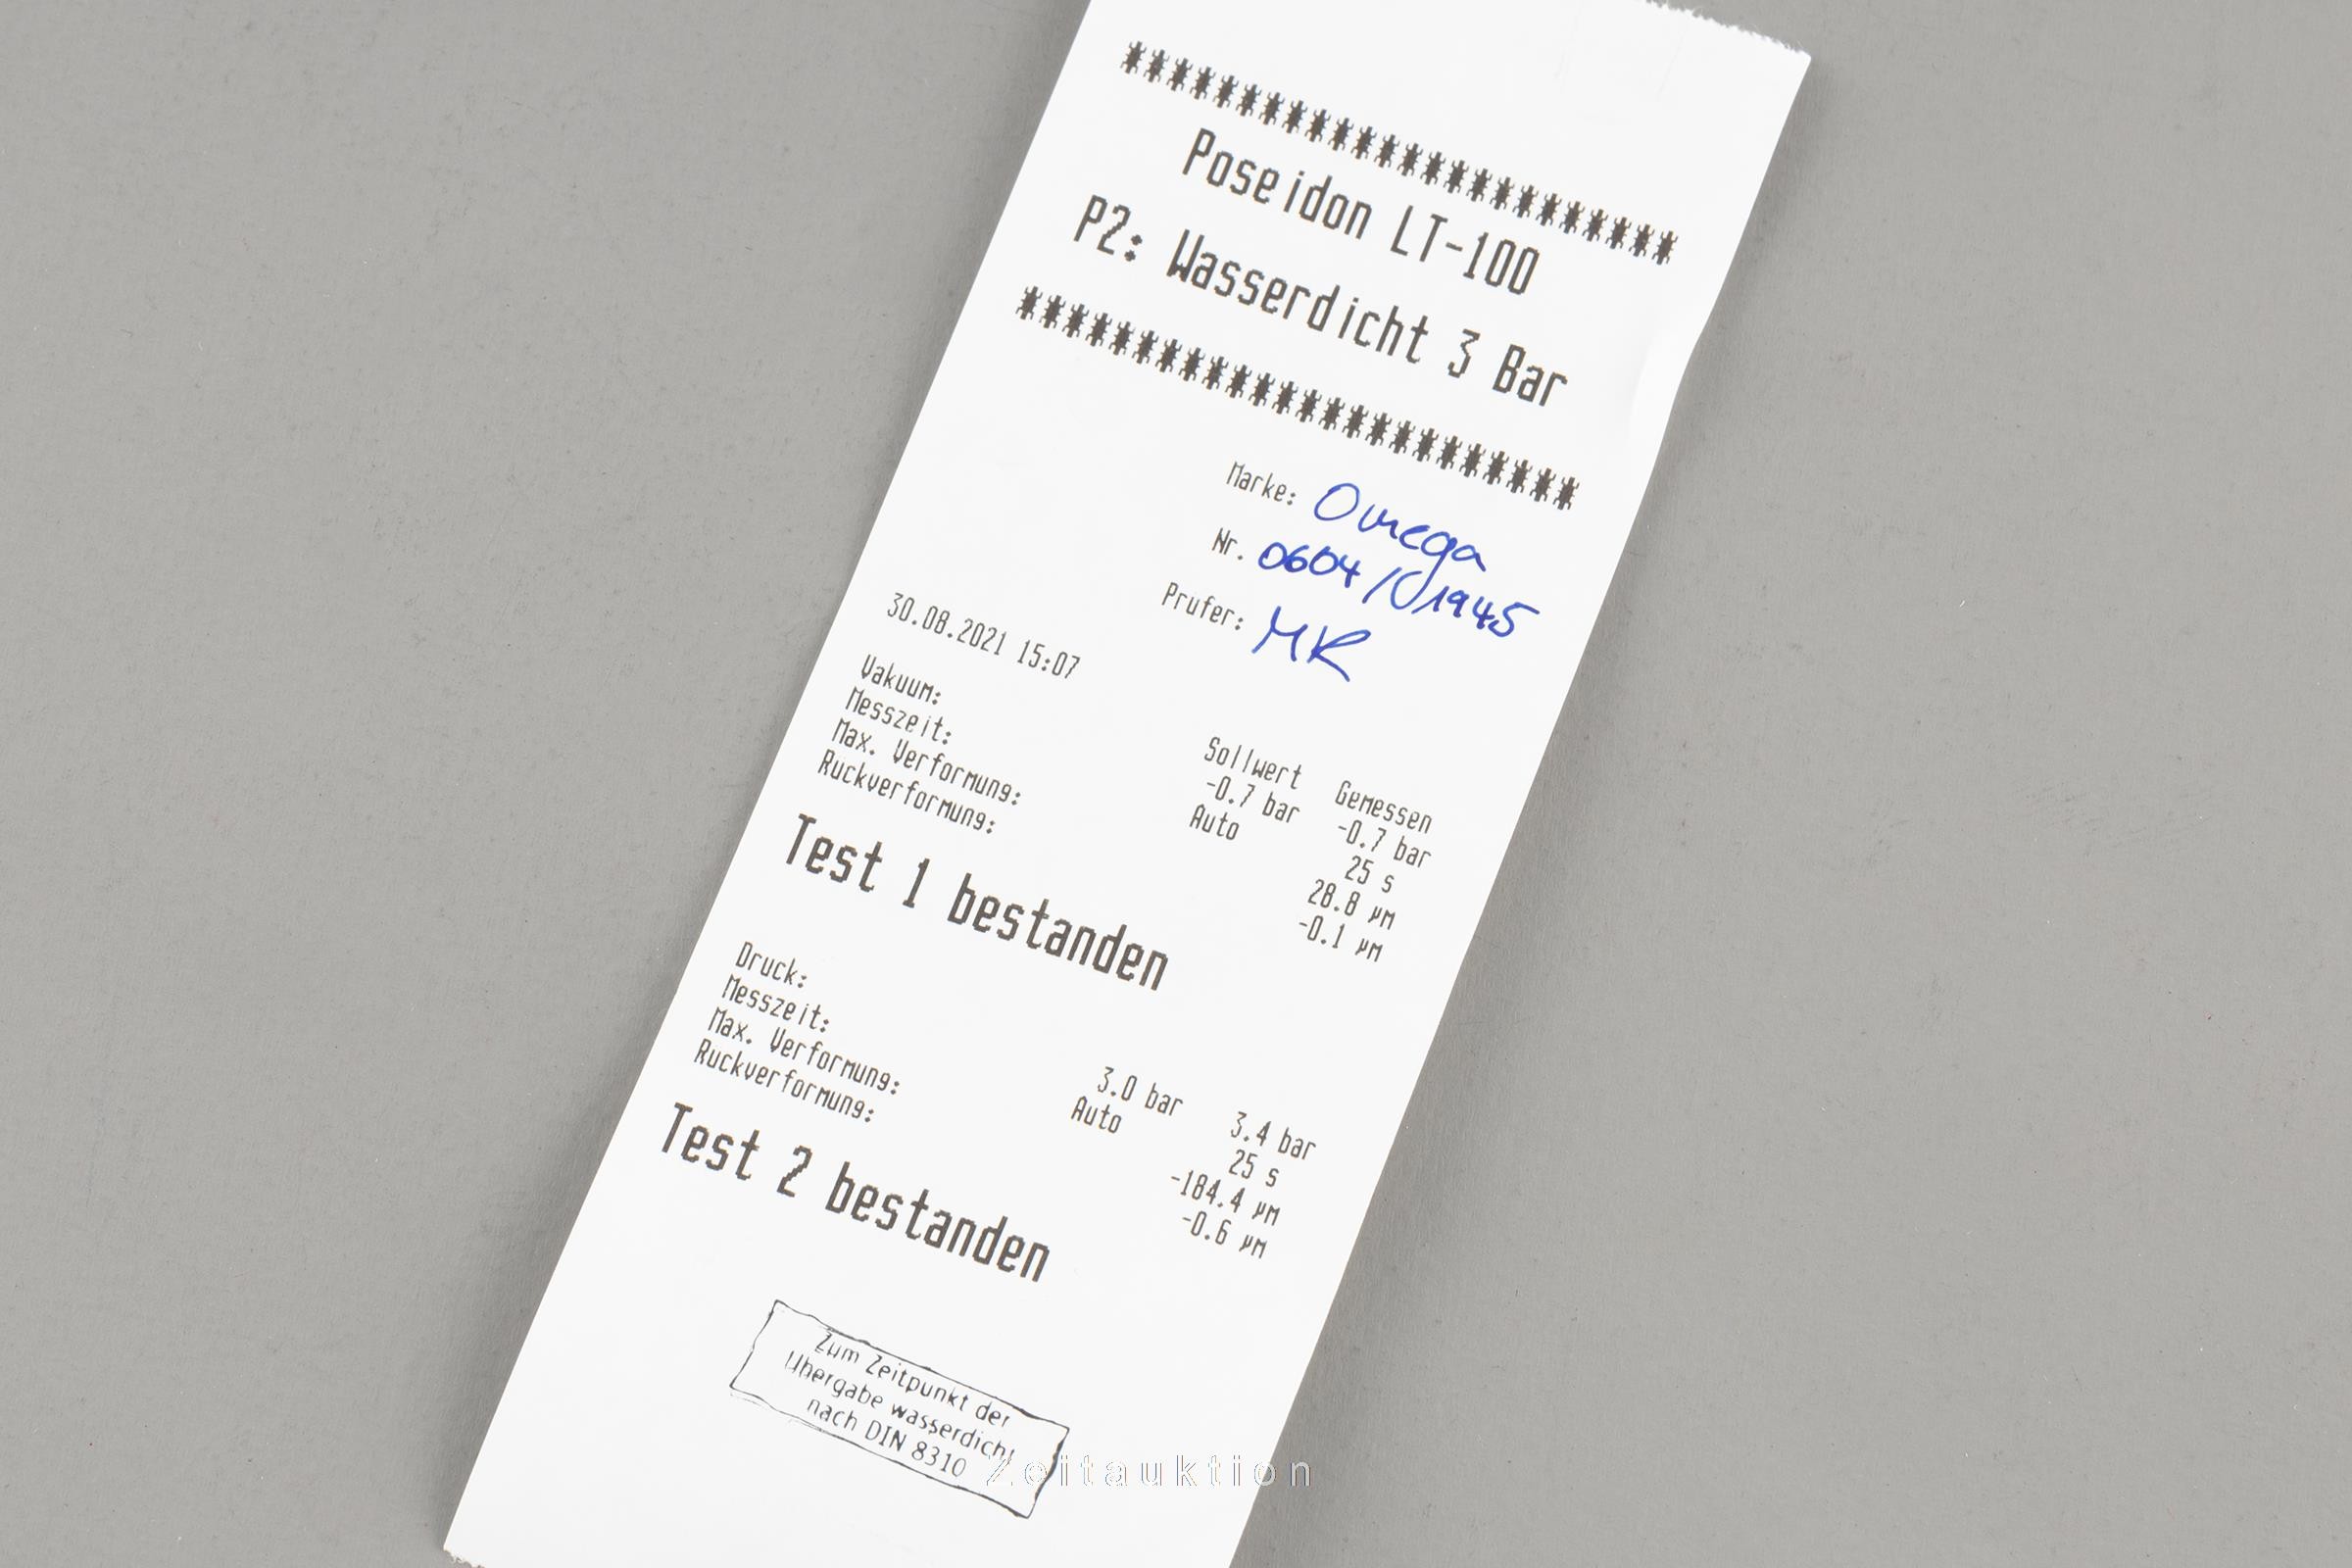 ************************
Poseidon LT-100
P2: Wasserdicht 3 Bar
************************
Marke: Omega
Nr. 0604/01945
Prufer: MR
30.08.2021 15:07
Sollwert Gemessen
Vakuum: -0.7 bar -0.7 bar
Messzeit: Auto 25 s
Max. Verformung: 28.8 µm
Ruckverformung: -0.1 µm
Test 1 bestanden
Druck: 3.0 bar 3.4 bar
Messzeit: Auto 25 s
Max. Verformung: -184.4 µm
Ruckverformung: -0.6 µm
Test 2 bestanden
Zum Zeitpunkt der
Übergabe wasserdicht
nach DIN 8310
Zeitauktion